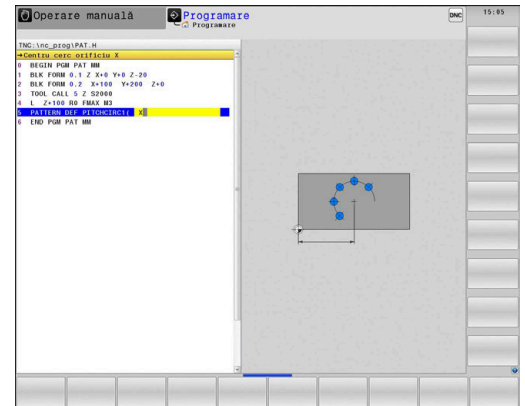 Operare manuală
Programare
Programare
DNC
15:05
TNC:\nc_prog\PAT.H
→Centru cerc orificiu X
0 BEGIN PGM PAT MM
1 BLK FORM 0.1 Z X+0 Y+0 Z-20
2 BLK FORM 0.2 X+100 Y+200 Z+0
3 TOOL CALL 5 Z S2000
4 L Z+100 R0 FMAX M3
5 PATTERN DEF PITCHCIRC1( X
6 END PGM PAT MM